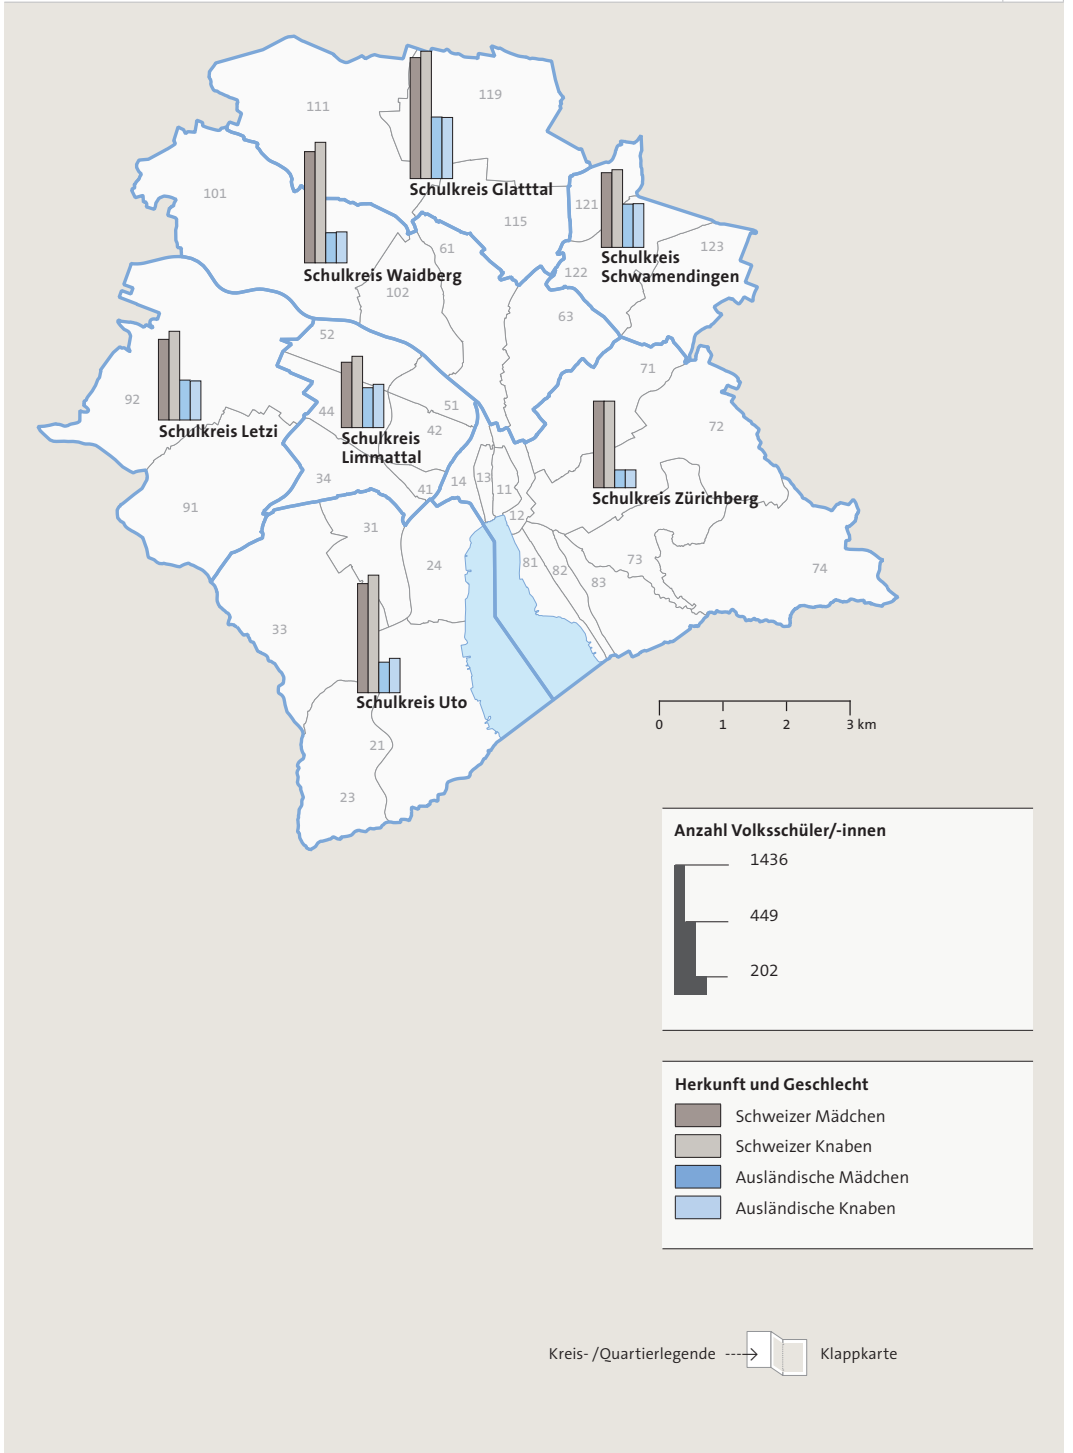 119
111
101
Schulkreis Glatttal
121
115
123
61
Schulkreis
Schwamendingen
122
Schulkreis Waidberg
102
63
52
71
92
44
51
72
42
Schulkreis Letzi
Schulkreis
Limmattal
34
14
13
11
41
Schulkreis Zürichberg
91
12
31
24
81
82
73
83
74
33
Schulkreis Uto
0 1 2 3 km
21
23
Anzahl Volksschüler/-innen
1436
449
202
Herkunft und Geschlecht
Schweizer Mädchen
Schweizer Knaben
Ausländische Mädchen
Ausländische Knaben
Kreis- /Quartierlegende Klappkarte